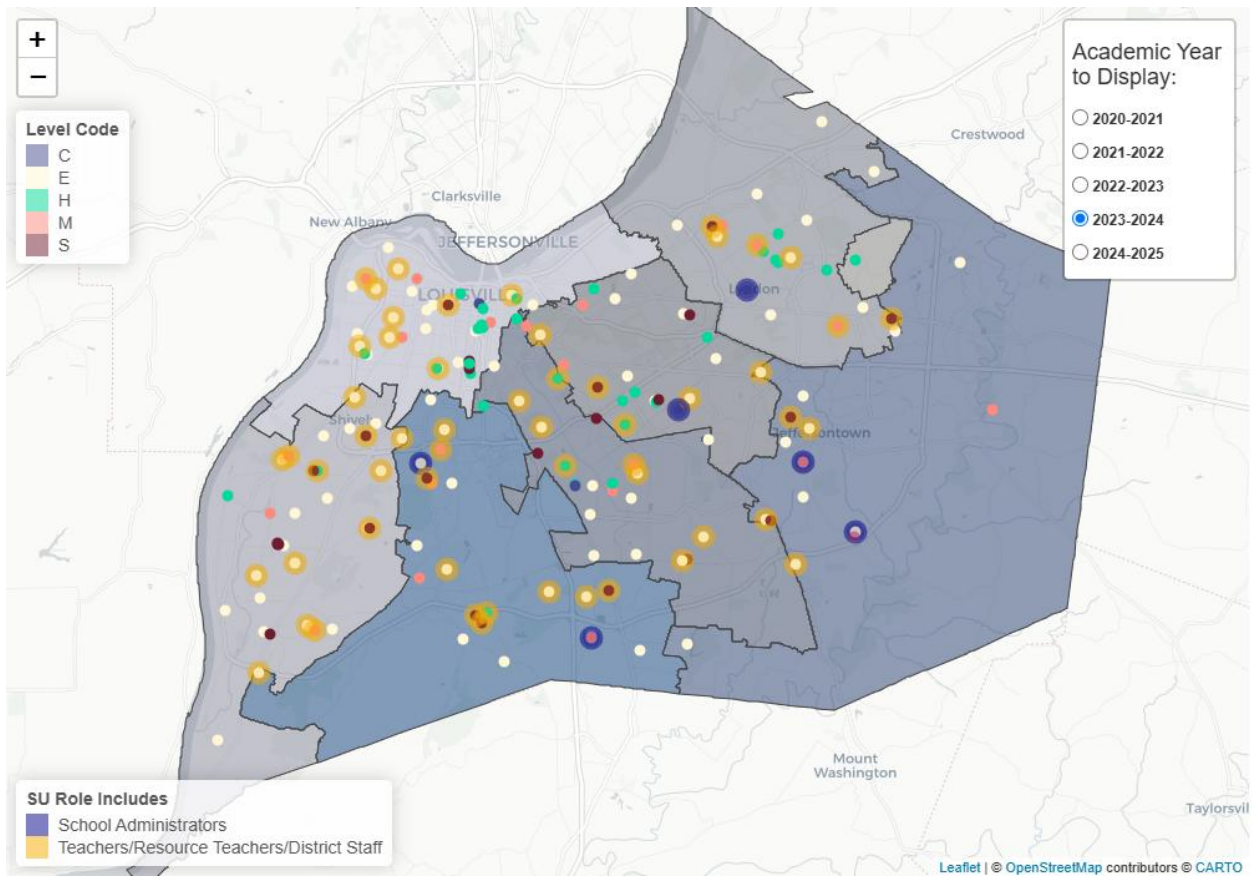 +
−
Level Code
C
E
H
M
S
Academic Year
to Display:
2020-2021
2021-2022
2022-2023
2023-2024
2024-2025
Crestwood
Clarksville
New Albany
JEFFERSONVILLE
LOUISVILLE
Lyndon
Shively
Jeffersontown
Mount
Washington
Taylorsvil
SU Role Includes
School Administrators
Teachers/Resource Teachers/District Staff
Leaflet | © OpenStreetMap contributors © CARTO